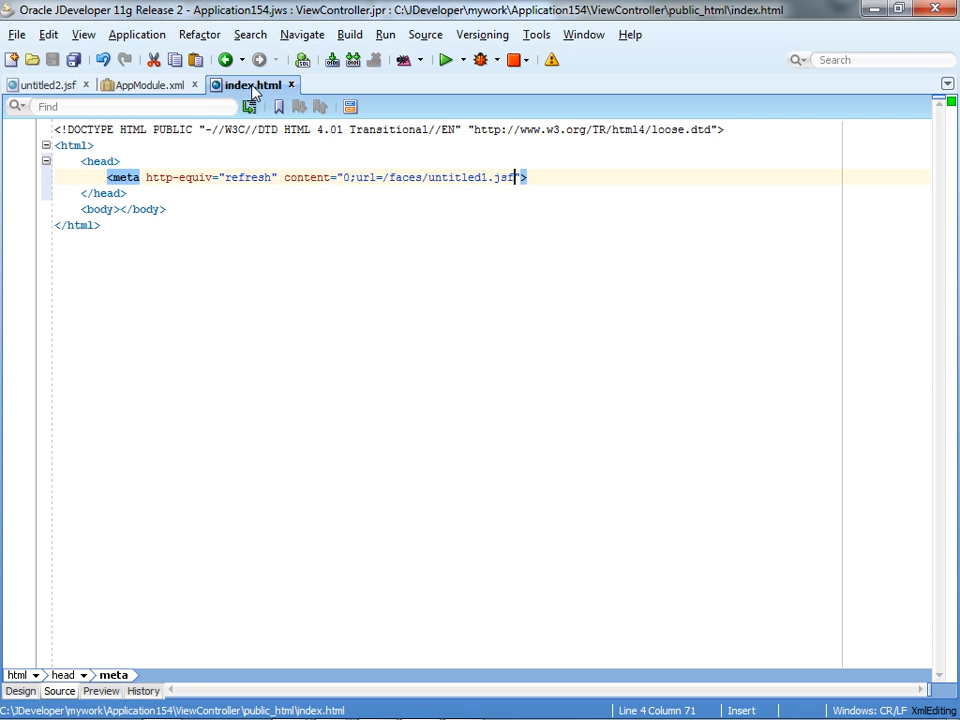 Oracle JDeveloper 11g Release 2 - Application154.jws : ViewController.jpr : C:\JDeveloper\mywork\Application154\ViewController\public_html\index.html
File Edit View Application Refactor Search Navigate Build Run Source Versioning Tools Window Help
Search
untitled2.jsf AppModule.xml index.html
Find
<!DOCTYPE HTML PUBLIC "-//W3C//DTD HTML 4.01 Transitional//EN" "http://www.w3.org/TR/html4/loose.dtd">
<html>
<head>
<meta http-equiv="refresh" content="0;url=/faces/untitled1.jsf">
</head>
<body></body>
</html>
html head meta
Design Source Preview History
C:\JDeveloper\mywork\Application154\ViewController\public_html\index.html Line 4 Column 71 Insert Windows: CR/LF XmlEditing